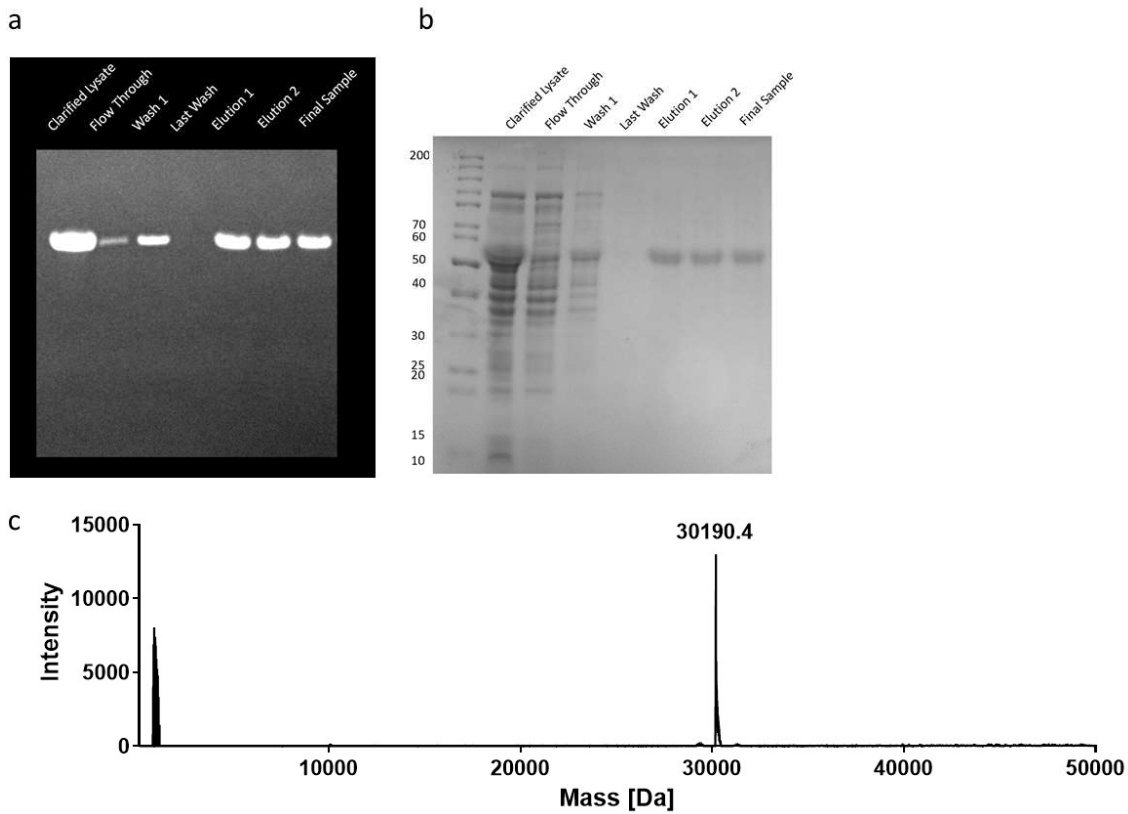 a
Clarified Lysate
Flow Through
Wash 1
Last Wash
Elution 1
Elution 2
Final Sample
b
Clarified Lysate
Flow Through
Wash 1
Last Wash
Elution 1
Elution 2
Final Sample
200
70
60
50
40
30
25
20
15
10
c
15000
10000
5000
0
Intensity
30190.4
10000
20000
30000
40000
50000
Mass [Da]